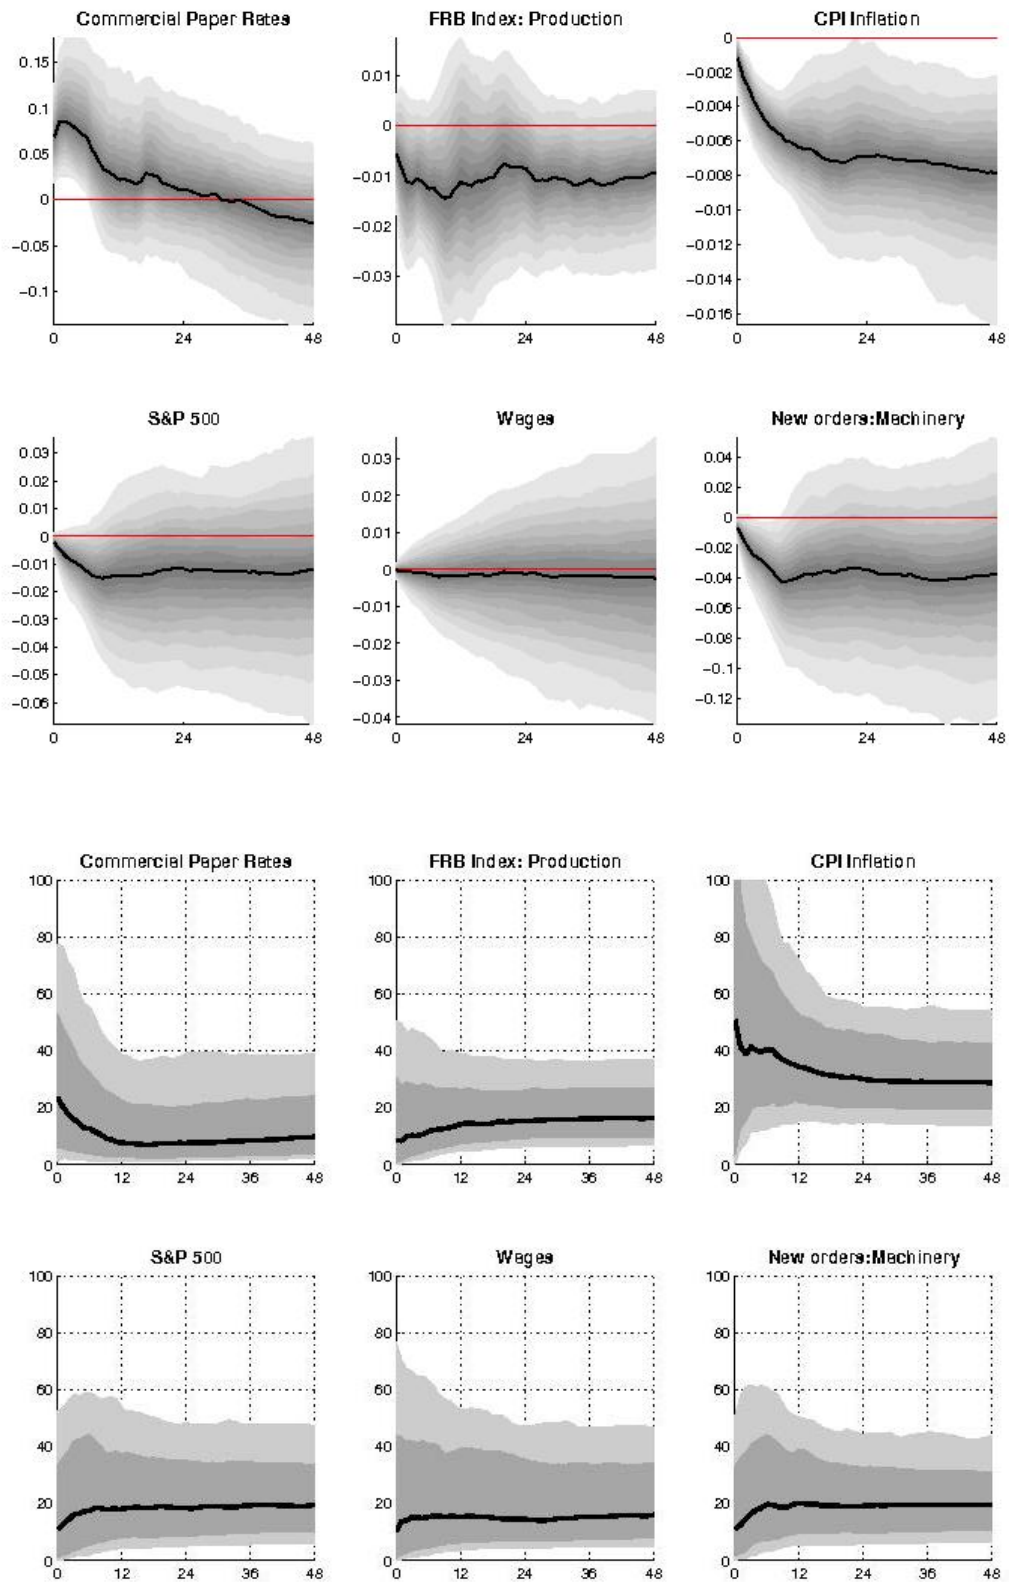 Commercial Paper Rates FRB Index: Production CPI Inflation
0.15 0.1 0.05 0 −0.05 −0.1
0.01 0 −0.01 −0.02 −0.03
0 −0.002 −0.004 −0.006 −0.008 −0.01 −0.012 −0.014 −0.016
0 24 48 0 24 48 0 24 48
S&P 500 Wages New orders:Machinery
0.03 0.02 0.01 0 −0.01 −0.02 −0.03 −0.04 −0.05 −0.06
0.03 0.02 0.01 0 −0.01 −0.02 −0.03 −0.04
0.04 0.02 0 −0.02 −0.04 −0.06 −0.08 −0.1 −0.12
0 24 48 0 24 48 0 24 48
Commercial Paper Rates FRB Index: Production CPI Inflation
100 100 100
80 80 80
60 60 60
40 40 40
20 20 20
0 0 0
0 12 24 36 48 0 12 24 36 48 0 12 24 36 48
S&P 500 Wages New orders:Machinery
100 100 100
80 80 80
60 60 60
40 40 40
20 20 20
0 0 0
0 12 24 36 48 0 12 24 36 48 0 12 24 36 48